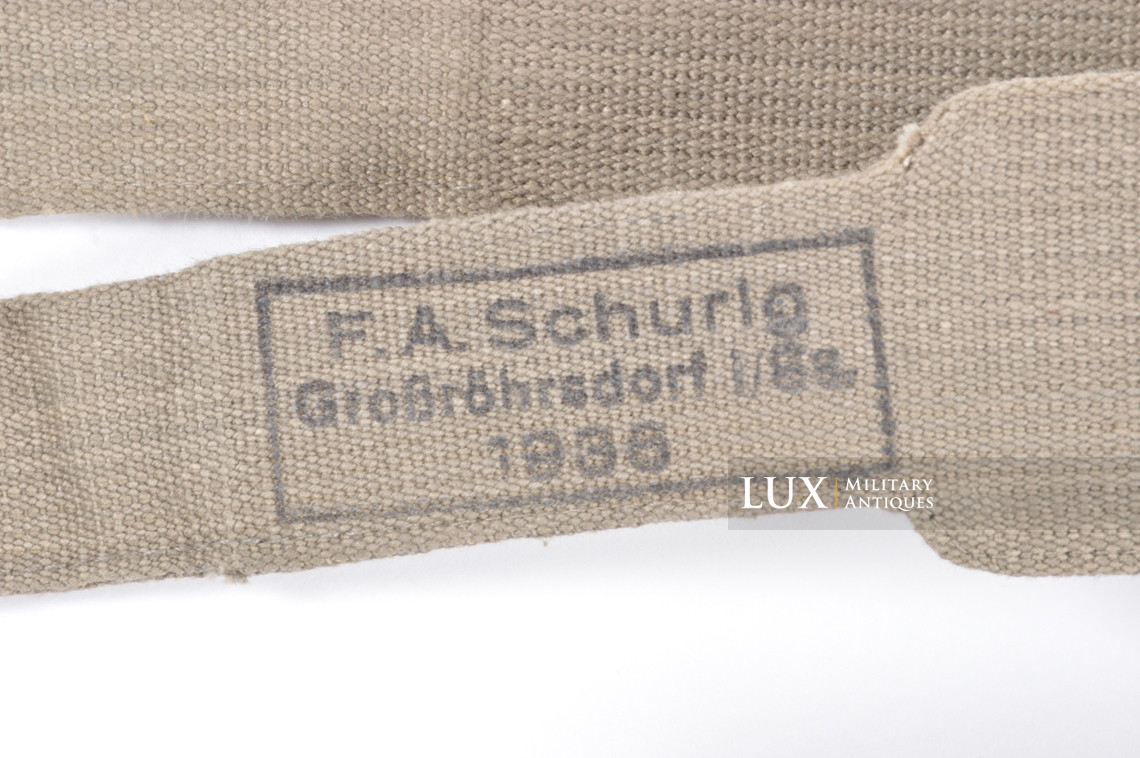 F.A. Schurig
Großröhrsdorf i/Sa.
1938
LUX MILITARY
ANTIQUES